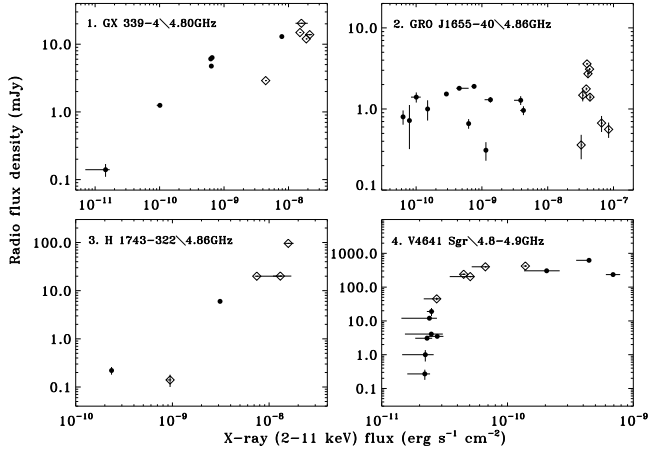 1. GX 339-4\4.80GHz
10.0
1.0
0.1
10⁻¹¹ 10⁻¹⁰ 10⁻⁹ 10⁻⁸
2. GRO J1655-40\4.86GHz
10.0
1.0
0.1
10⁻¹⁰ 10⁻⁹ 10⁻⁸ 10⁻⁷
Radio flux density (mJy)
3. H 1743-322\4.86GHz
100.0
10.0
1.0
0.1
10⁻¹⁰ 10⁻⁹ 10⁻⁸
4. V4641 Sgr\4.8-4.9GHz
1000.0
100.0
10.0
1.0
0.1
10⁻¹¹ 10⁻¹⁰ 10⁻⁹
X-ray (2-11 keV) flux (erg s⁻¹ cm⁻²)